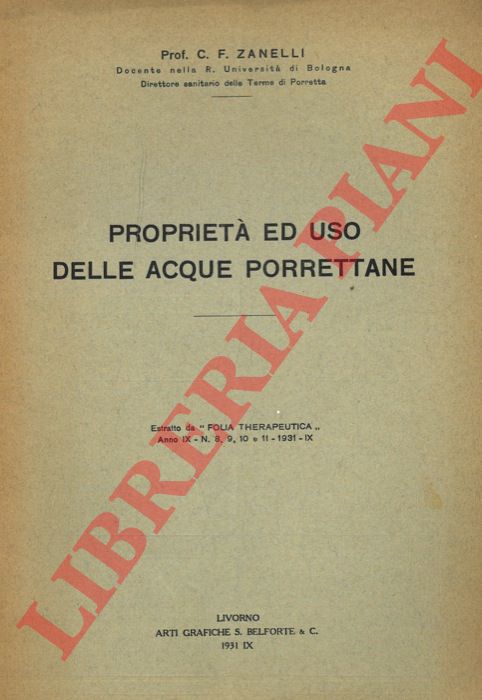 Prof. C. F. ZANELLI
Docente nella R. Università di Bologna
Direttore sanitario delle Terme di Porretta
PROPRIETÀ ED USO
DELLE ACQUE PORRETTANE
Estratto da “ FOLIA THERAPEUTICA „
Anno IX - N. 8, 9, 10 e 11 - 1931 - IX
LIVORNO
ARTI GRAFICHE S. BELFORTE & C.
1931 IX
LIBRERIA PIANI